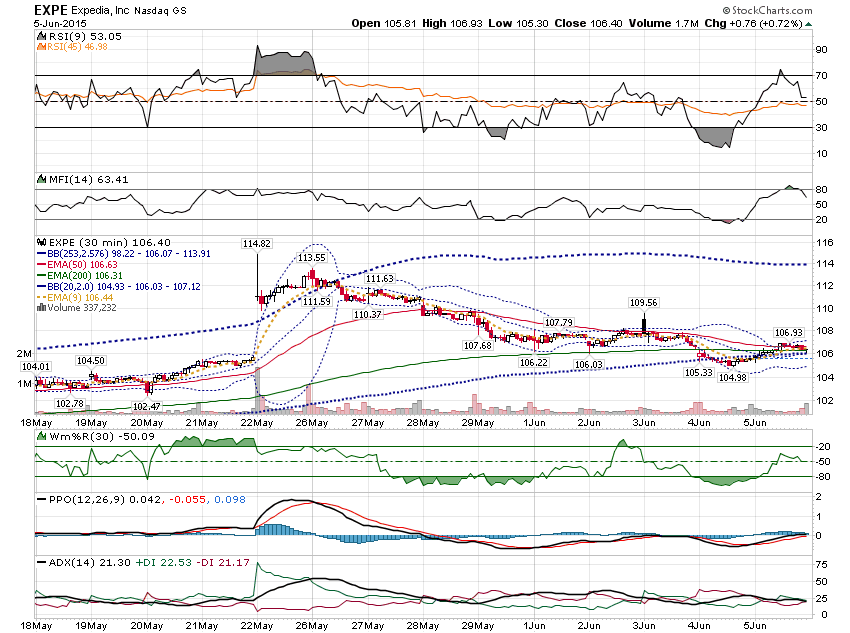 EXPE Expedia, Inc Nasdaq GS
© StockCharts.com
5-Jun-2015
Open 105.81 High 106.93 Low 105.30 Close 106.40 Volume 1.7M Chg +0.76 (+0.72%)
RSI(9) 53.05
RSI(45) 46.98
90
70
50
30
10
MFI(14) 63.41
80
50
20
EXPE (30 min) 106.40
BB(253,2.576) 98.22 - 106.07 - 113.91
EMA(50) 106.63
EMA(200) 106.31
BB(20,2.0) 104.93 - 106.03 - 107.12
EMA(9) 106.44
Volume 337,232
116
114
112
110
108
106
104
102
2M
1M
104.01
102.78
104.50
102.47
114.82
113.55
111.59
110.37
111.63
107.68
106.22
107.79
106.03
109.56
105.33
104.98
106.93
18May 19May 20May 21May 22May 26May 27May 28May 29May 1Jun 2Jun 3Jun 4Jun 5Jun
Wm%R(30) -50.09
-20
-50
-80
PPO(12,26,9) 0.042, -0.055, 0.098
2
1
0
ADX(14) 21.30 +DI 22.53 -DI 21.17
75
50
25
0
18May 19May 20May 21May 22May 26May 27May 28May 29May 1Jun 2Jun 3Jun 4Jun 5Jun